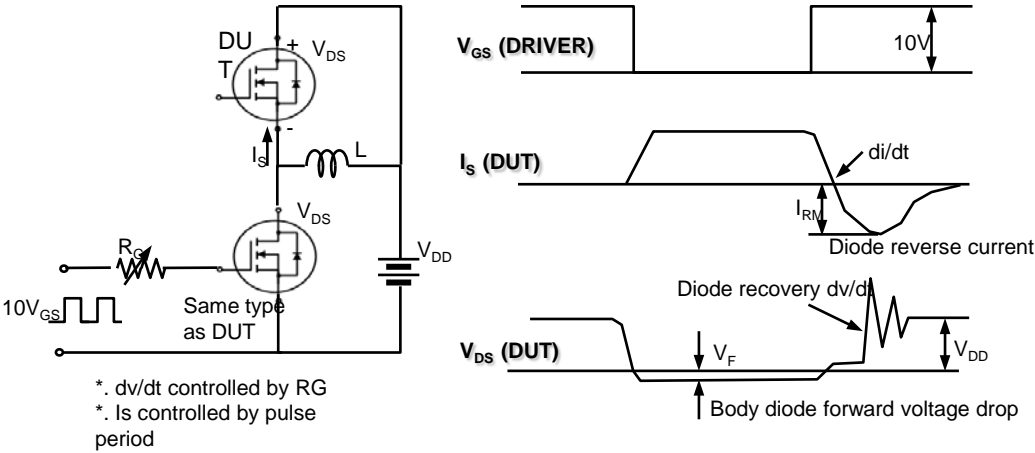 DU
T
+
V_DS
-
I_S
L
V_DS
R_G
V_DD
10V_GS
Same type
as DUT
*. dv/dt controlled by RG
*. Is controlled by pulse
period
V_GS (DRIVER)
10V
I_S (DUT)
di/dt
I_RM
Diode reverse current
Diode recovery dv/dt
V_DS (DUT)
V_F
V_DD
Body diode forward voltage drop